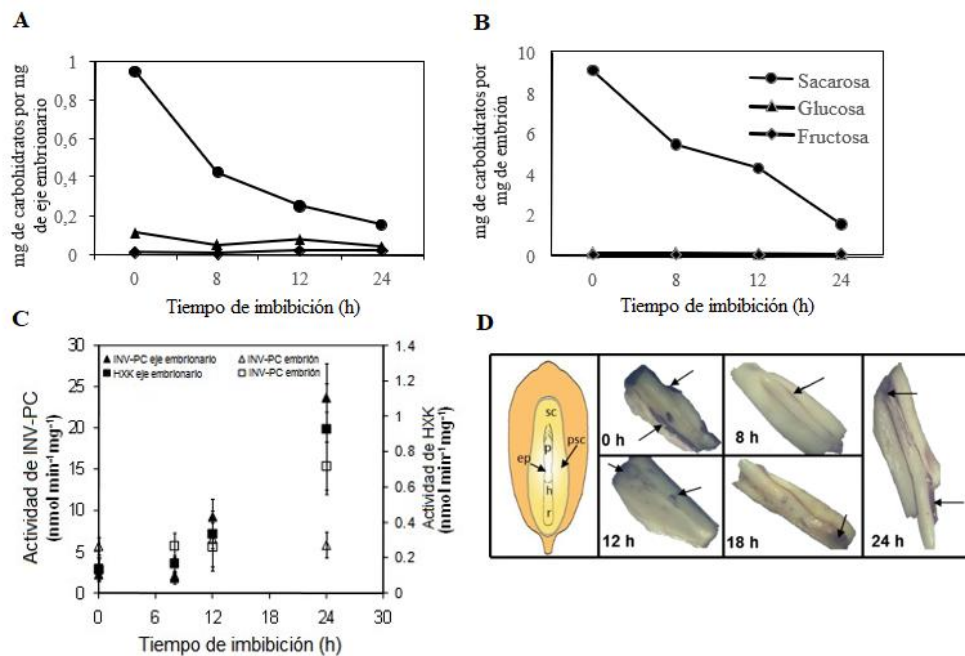 A
mg de carbohidratos por mg
de eje embrionario
1
0,8
0,6
0,4
0,2
0
0 8 12 24
Tiempo de imbibición (h)
B
mg de carbohidratos por
mg de embrión
10
8
6
4
2
0
Sacarosa
Glucosa
Fructosa
0 8 12 24
Tiempo de imbibición (h)
C
Actividad de INV-PC
(nmol min-1 mg-1)
30
25
20
15
10
5
0
INV-PC eje embrionario
INV-PC embrión
HXK eje embrionario
INV-PC embrión
1.4
1.2
1
0.8
0.6
0.4
0.2
0
Actividad de HXK
(nmol min-1 mg-1)
0 6 12 18 24 30
Tiempo de imbibición (h)
D
sc
p
psc
ep
h
r
0 h
8 h
12 h
18 h
24 h